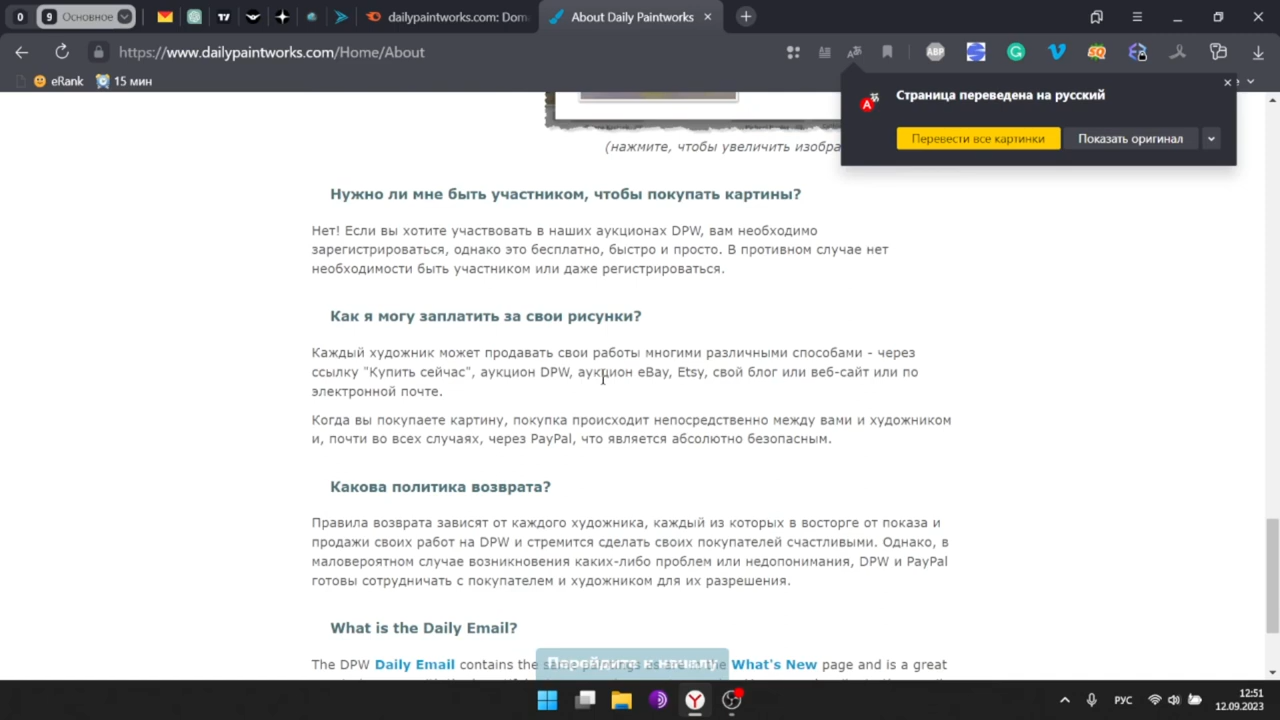 0
9 Основное
dailypaintworks.com: Dom
About Daily Paintworks
https://www.dailypaintworks.com/Home/About
ABP
eRank
15 мин
Страница переведена на русский
Перевести все картинки
Показать оригинал
(нажмите, чтобы увеличить изобра
Нужно ли мне быть участником, чтобы покупать картины?
Нет! Если вы хотите участвовать в наших аукционах DPW, вам необходимо
зарегистрироваться, однако это бесплатно, быстро и просто. В противном случае нет
необходимости быть участником или даже регистрироваться.
Как я могу заплатить за свои рисунки?
Каждый художник может продавать свои работы многими различными способами - через
ссылку "Купить сейчас", аукцион DPW, аукцион eBay, Etsy, свой блог или веб-сайт или по
электронной почте.
Когда вы покупаете картину, покупка происходит непосредственно между вами и художником
и, почти во всех случаях, через PayPal, что является абсолютно безопасным.
Какова политика возврата?
Правила возврата зависят от каждого художника, каждый из которых в восторге от показа и
продажи своих работ на DPW и стремится сделать своих покупателей счастливыми. Однако, в
маловероятном случае возникновения каких-либо проблем или недопонимания, DPW и PayPal
готовы сотрудничать с покупателем и художником для их разрешения.
What is the Daily Email?
The DPW Daily Email contains the What's New page and is a great
Перейдите к началу
РУС
12:51
12.09.2023